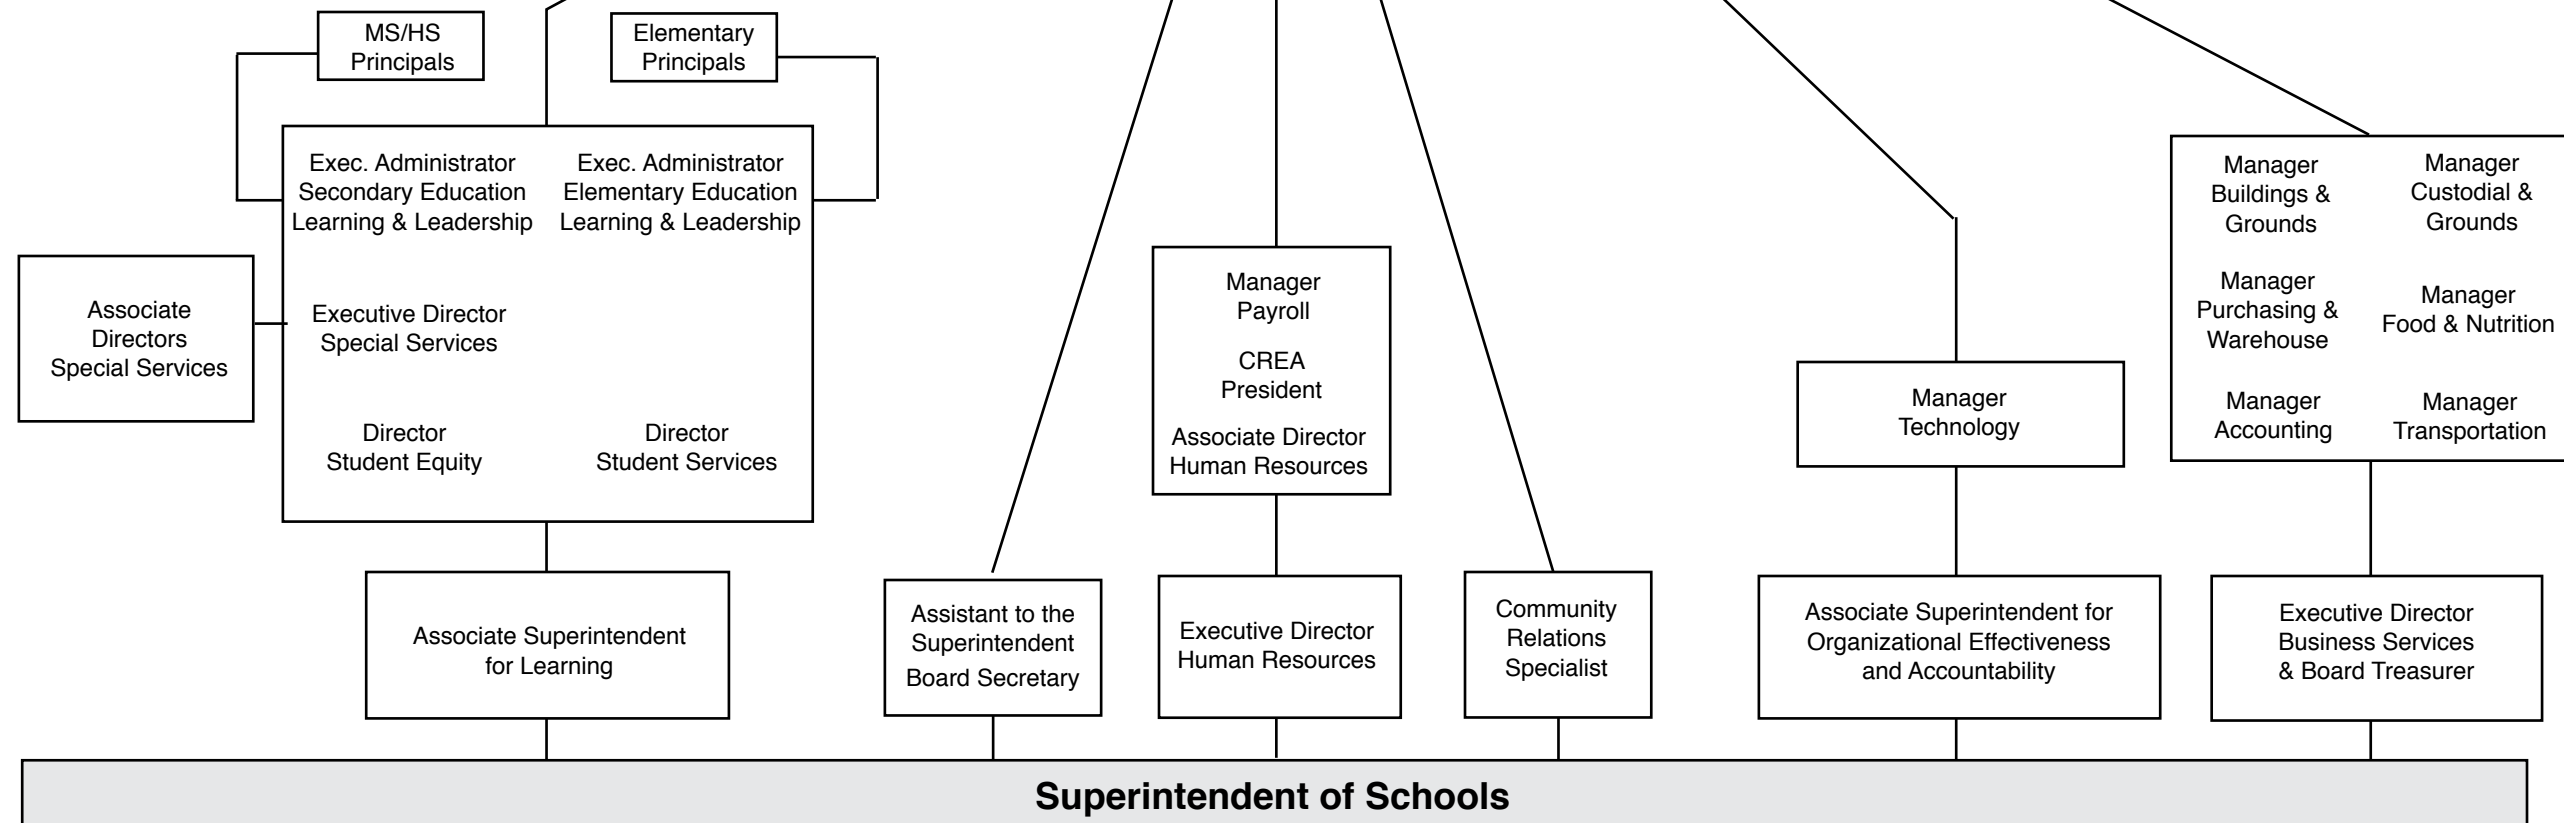 MS/HS
Principals
Elementary
Principals
Exec. Administrator
Secondary Education
Learning & Leadership
Exec. Administrator
Elementary Education
Learning & Leadership
Associate
Directors
Special Services
Executive Director
Special Services
Director
Student Equity
Director
Student Services
Associate Superintendent
for Learning
Assistant to the
Superintendent
Board Secretary
Manager
Payroll
CREA
President
Associate Director
Human Resources
Executive Director
Human Resources
Community
Relations
Specialist
Manager
Technology
Associate Superintendent for
Organizational Effectiveness
and Accountability
Manager
Buildings &
Grounds
Manager
Custodial &
Grounds
Manager
Purchasing &
Warehouse
Manager
Food & Nutrition
Manager
Accounting
Manager
Transportation
Executive Director
Business Services
& Board Treasurer
Superintendent of Schools